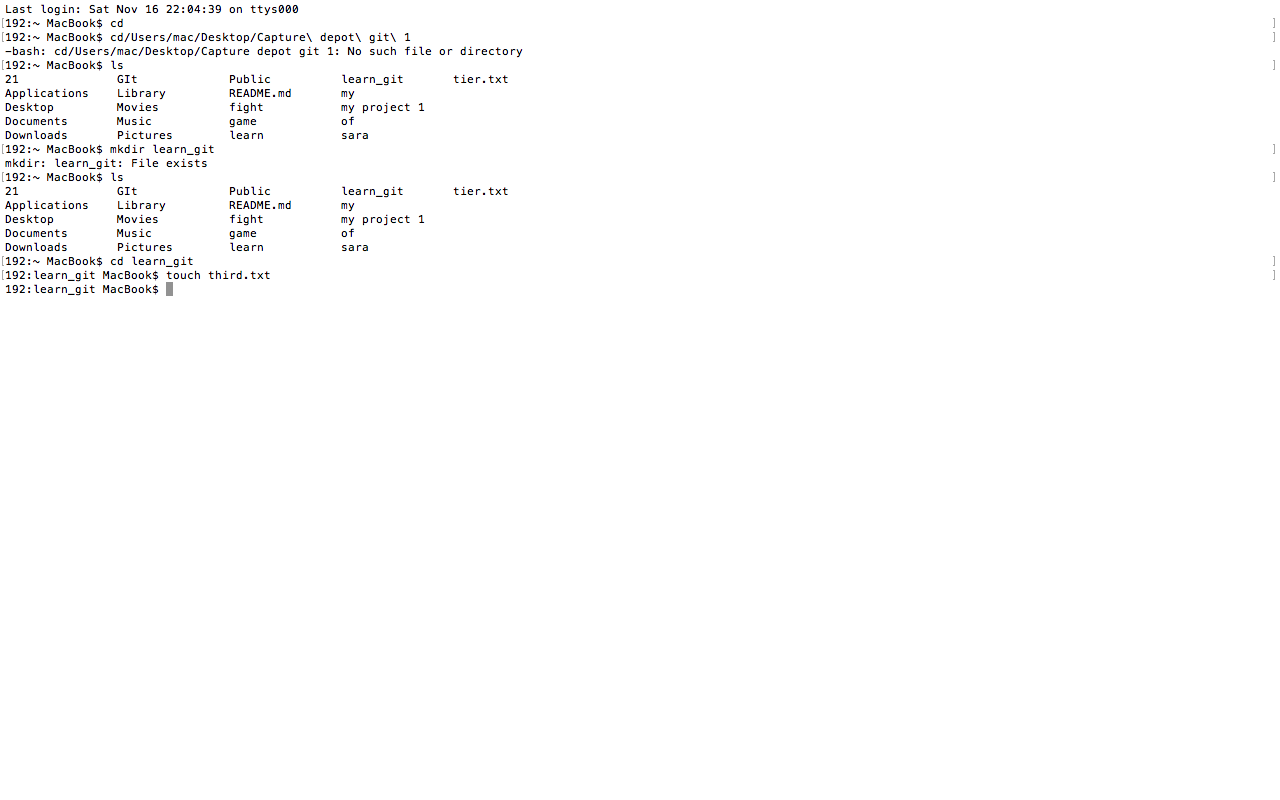 Last login: Sat Nov 16 22:04:39 on ttys000
[192:~ MacBook$ cd ]
[192:~ MacBook$ cd/Users/mac/Desktop/Capture\ depot\ git\ 1 ]
-bash: cd/Users/mac/Desktop/Capture depot git 1: No such file or directory
[192:~ MacBook$ ls ]
21 GIt Public learn_git tier.txt
Applications Library README.md my
Desktop Movies fight my project 1
Documents Music game of
Downloads Pictures learn sara
[192:~ MacBook$ mkdir learn_git ]
mkdir: learn_git: File exists
[192:~ MacBook$ ls ]
21 GIt Public learn_git tier.txt
Applications Library README.md my
Desktop Movies fight my project 1
Documents Music game of
Downloads Pictures learn sara
[192:~ MacBook$ cd learn_git ]
[192:learn_git MacBook$ touch third.txt ]
192:learn_git MacBook$